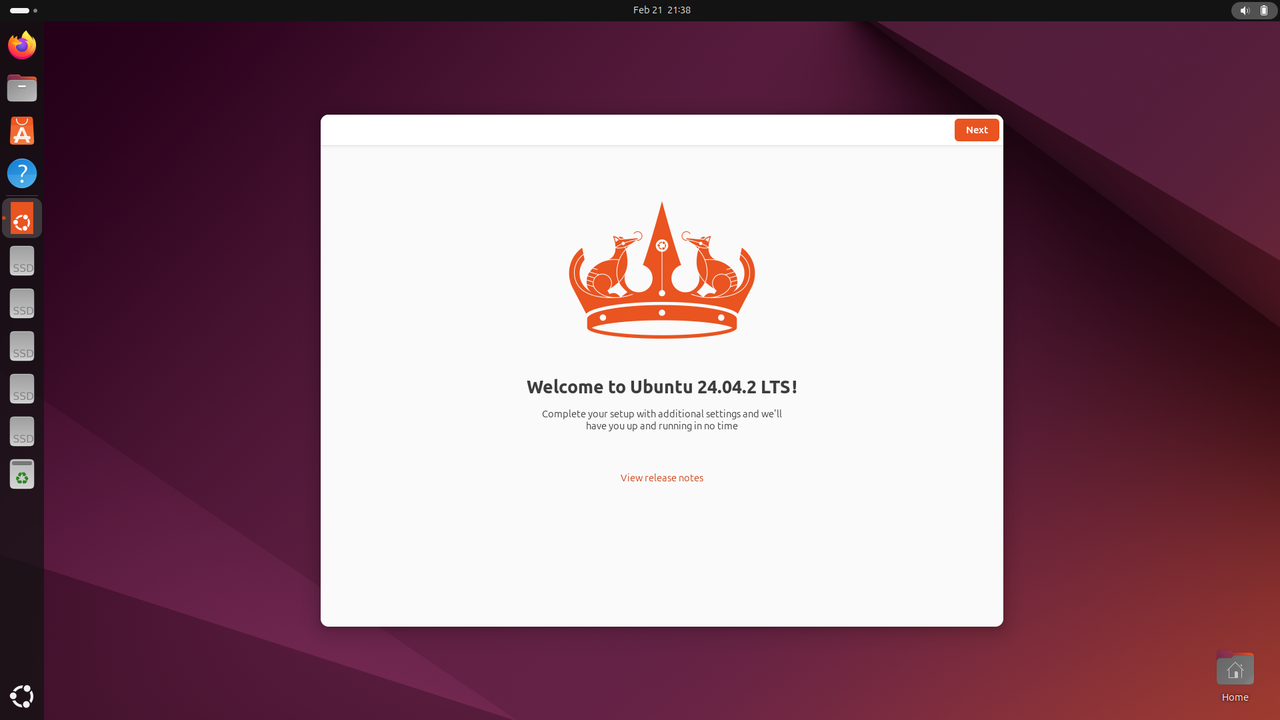 Feb 21 21:38
Next
Welcome to Ubuntu 24.04.2 LTS!
Complete your setup with additional settings and we'll
have you up and running in no time
View release notes
SSD
SSD
SSD
SSD
SSD
Home